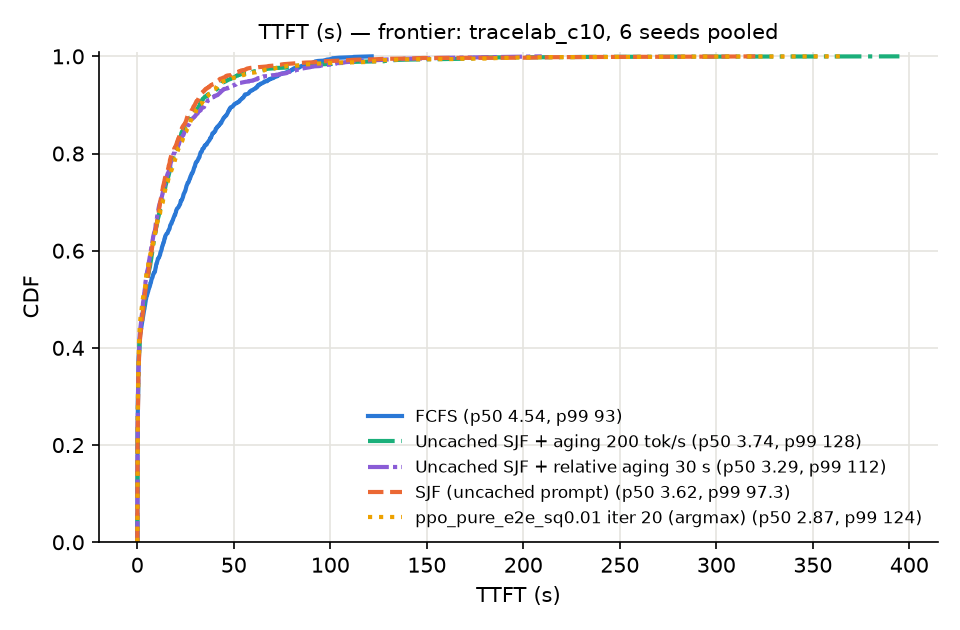 TTFT (s) — frontier: tracelab_c10, 6 seeds pooled
CDF
1.0
0.8
0.6
0.4
0.2
0.0
FCFS (p50 4.54, p99 93)
Uncached SJF + aging 200 tok/s (p50 3.74, p99 128)
Uncached SJF + relative aging 30 s (p50 3.29, p99 112)
SJF (uncached prompt) (p50 3.62, p99 97.3)
ppo_pure_e2e_sq0.01 iter 20 (argmax) (p50 2.87, p99 124)
0 50 100 150 200 250 300 350 400
TTFT (s)